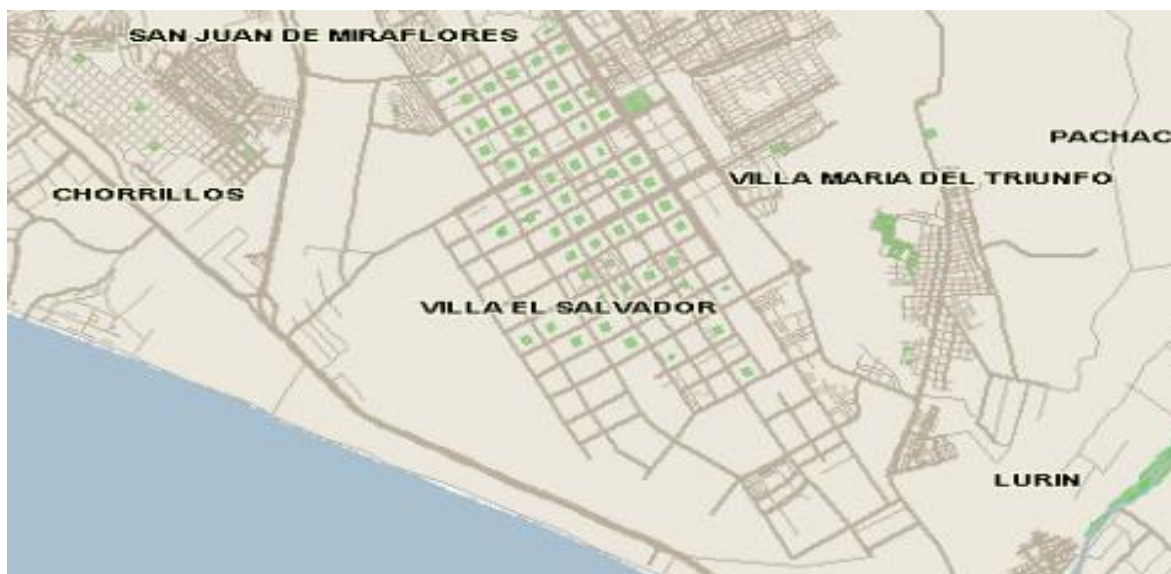 SAN JUAN DE MIRAFLORES
PACHAC
VILLA MARIA DEL TRIUNFO
CHORRILLOS
VILLA EL SALVADOR
LURIN